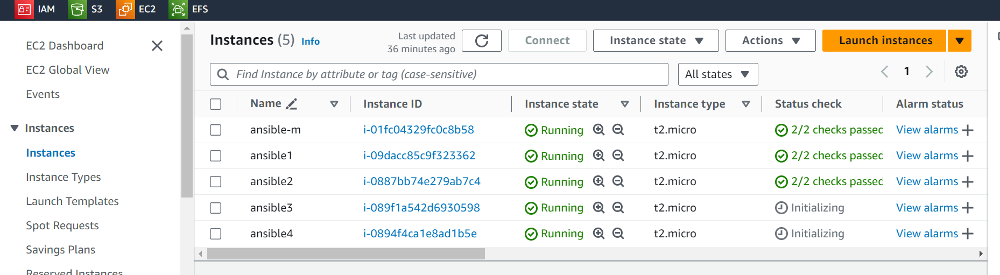 IAM S3 EC2 EFS
EC2 Dashboard
EC2 Global View
Events
Instances
Instances
Instance Types
Launch Templates
Spot Requests
Savings Plans
Reserved Instances
Instances (5) Info
Last updated
36 minutes ago
Connect
Instance state
Actions
Launch instances
Find Instance by attribute or tag (case-sensitive)
All states
1
Name Instance ID Instance state Instance type Status check Alarm status
ansible-m i-01fc04329fc0c8b58 Running t2.micro 2/2 checks passed View alarms
ansible1 i-09dacc85c9f323362 Running t2.micro 2/2 checks passed View alarms
ansible2 i-0887bb74e279ab7c4 Running t2.micro 2/2 checks passed View alarms
ansible3 i-089f1a542d6930598 Running t2.micro Initializing View alarms
ansible4 i-0894f4ca1e8ad1b5e Running t2.micro Initializing View alarms